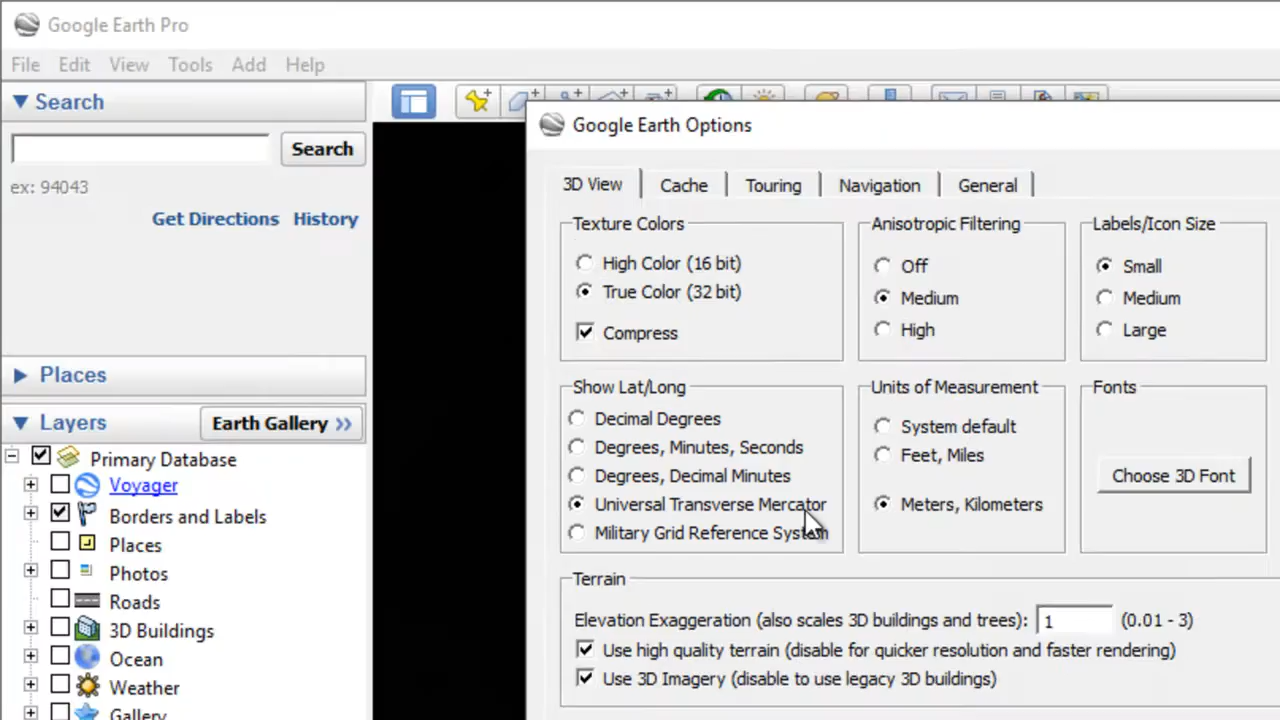 Google Earth Pro
File Edit View Tools Add Help
Search
Search
ex: 94043
Get Directions History
Places
Layers
Earth Gallery >>
Primary Database
Voyager
Borders and Labels
Places
Photos
Roads
3D Buildings
Ocean
Weather
Gallery
Google Earth Options
3D View Cache Touring Navigation General
Texture Colors
High Color (16 bit)
True Color (32 bit)
Compress
Anisotropic Filtering
Off
Medium
High
Labels/Icon Size
Small
Medium
Large
Show Lat/Long
Decimal Degrees
Degrees, Minutes, Seconds
Degrees, Decimal Minutes
Universal Transverse Mercator
Military Grid Reference System
Units of Measurement
System default
Feet, Miles
Meters, Kilometers
Fonts
Choose 3D Font
Terrain
Elevation Exaggeration (also scales 3D buildings and trees): 1 (0.01 - 3)
Use high quality terrain (disable for quicker resolution and faster rendering)
Use 3D Imagery (disable to use legacy 3D buildings)